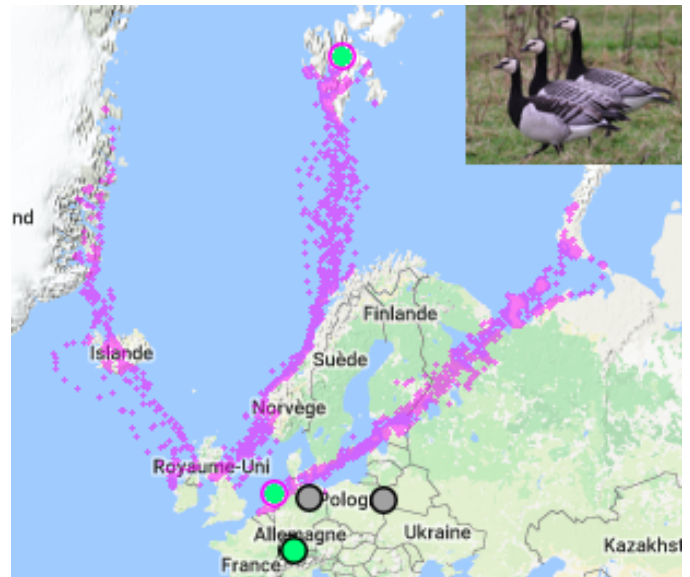 nd
Finlande
Islande
Suède
Norvège
Royaume-Uni
Polog
Allemagne
Ukraine
France
Kazakhst